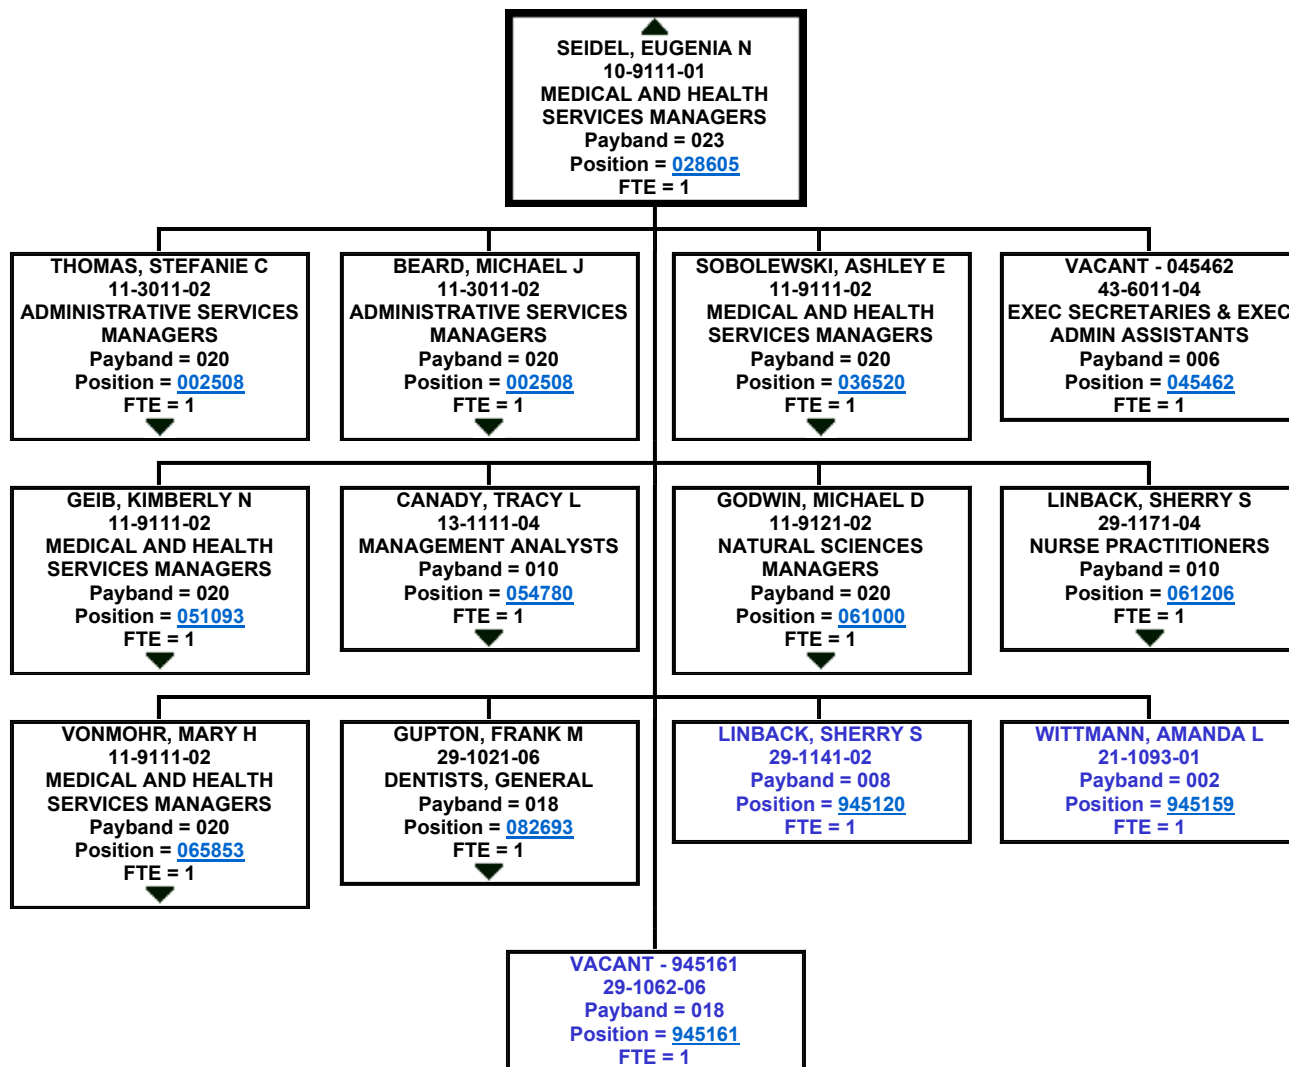 SEIDEL, EUGENIA N
10-9111-01
MEDICAL AND HEALTH
SERVICES MANAGERS
Payband = 023
Position = 028605
FTE = 1
THOMAS, STEFANIE C
11-3011-02
ADMINISTRATIVE SERVICES
MANAGERS
Payband = 020
Position = 002508
FTE = 1
BEARD, MICHAEL J
11-3011-02
ADMINISTRATIVE SERVICES
MANAGERS
Payband = 020
Position = 002508
FTE = 1
SOBOLEWSKI, ASHLEY E
11-9111-02
MEDICAL AND HEALTH
SERVICES MANAGERS
Payband = 020
Position = 036520
FTE = 1
VACANT - 045462
43-6011-04
EXEC SECRETARIES & EXEC
ADMIN ASSISTANTS
Payband = 006
Position = 045462
FTE = 1
GEIB, KIMBERLY N
11-9111-02
MEDICAL AND HEALTH
SERVICES MANAGERS
Payband = 020
Position = 051093
FTE = 1
CANADY, TRACY L
13-1111-04
MANAGEMENT ANALYSTS
Payband = 010
Position = 054780
FTE = 1
GODWIN, MICHAEL D
11-9121-02
NATURAL SCIENCES
MANAGERS
Payband = 020
Position = 061000
FTE = 1
LINBACK, SHERRY S
29-1171-04
NURSE PRACTITIONERS
Payband = 010
Position = 061206
FTE = 1
VONMOHR, MARY H
11-9111-02
MEDICAL AND HEALTH
SERVICES MANAGERS
Payband = 020
Position = 065853
FTE = 1
GUPTON, FRANK M
29-1021-06
DENTISTS, GENERAL
Payband = 018
Position = 082693
FTE = 1
LINBACK, SHERRY S
29-1141-02
Payband = 008
Position = 945120
FTE = 1
WITTMANN, AMANDA L
21-1093-01
Payband = 002
Position = 945159
FTE = 1
VACANT - 945161
29-1062-06
Payband = 018
Position = 945161
FTE = 1